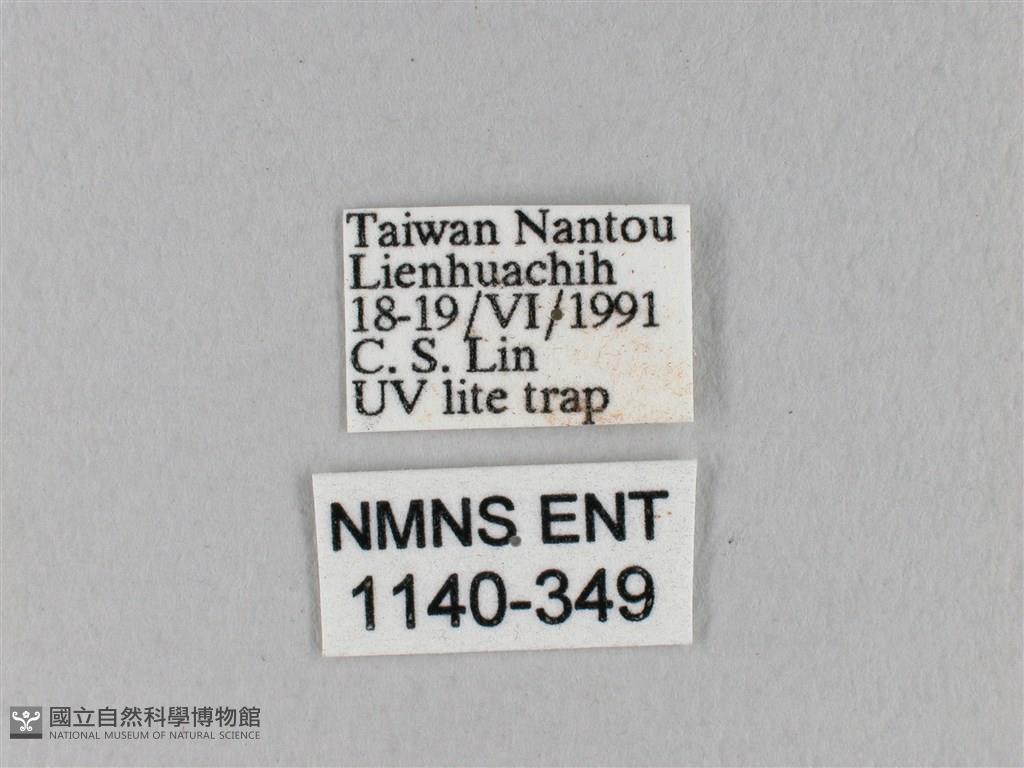 Taiwan Nantou
Lienhuachih
18-19/VI/1991
C. S. Lin
UV lite trap
NMNS ENT
1140-349
國立自然科學博物館
NATIONAL MUSEUM OF NATURAL SCIENCE